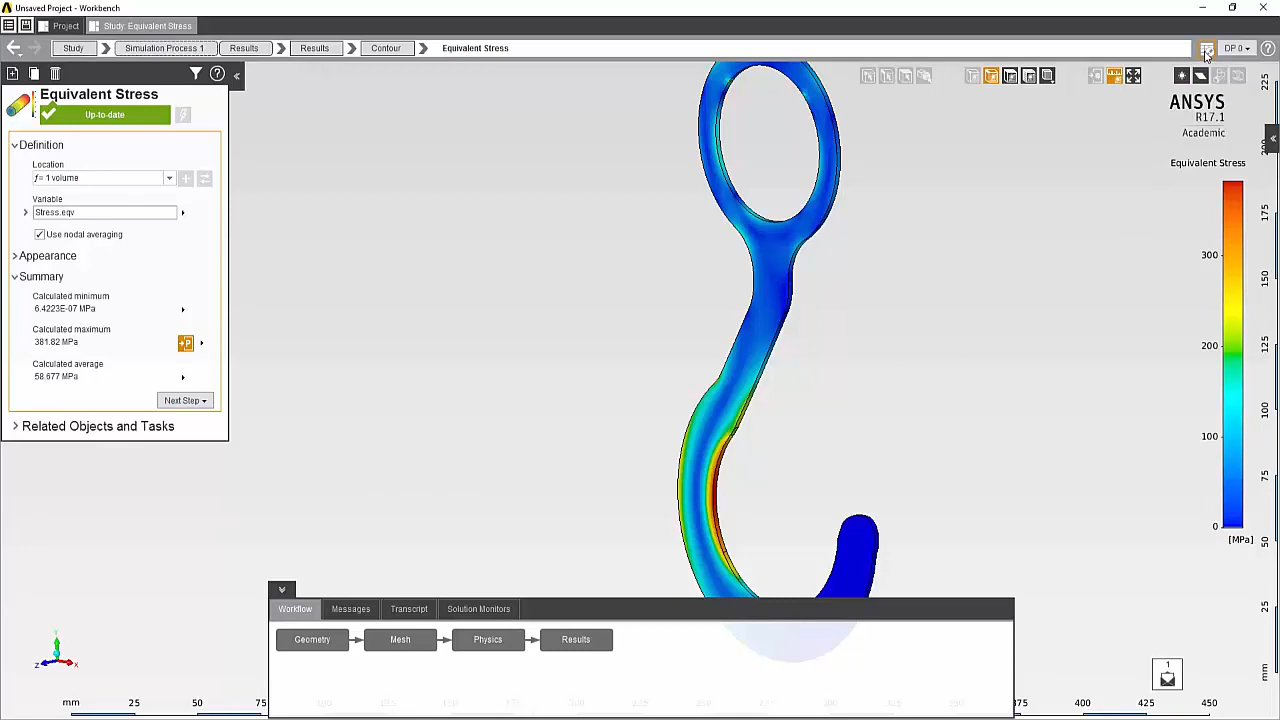 Unsaved Project - Workbench
Project
Study: Equivalent Stress
Study
Simulation Process 1
Results
Results
Contour
Equivalent Stress
DP 0
Equivalent Stress
Up-to-date
Definition
Location
f= 1 volume
Variable
Stress.eqv
Use nodal averaging
Appearance
Summary
Calculated minimum
6.4223E-07 MPa
Calculated maximum
381.82 MPa
P
Calculated average
58.677 MPa
Next Step
Related Objects and Tasks
ANSYS
R17.1
Academic
Equivalent Stress
300
200
100
0
[MPa]
225
175
150
125
100
75
50
25
mm
Workflow
Messages
Transcript
Solution Monitors
Geometry
Mesh
Physics
Results
1
Y
Z
X
mm
25
50
75
375
400
425
450